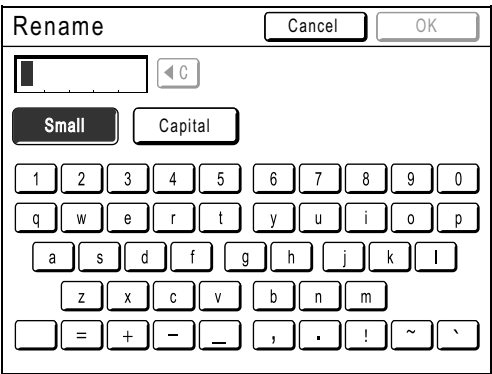 Rename Cancel OK
◀ C
Small Capital
1 2 3 4 5 6 7 8 9 0
q w e r t y u i o p
a s d f g h j k l
z x c v b n m
= + − _ , . ! ~ `